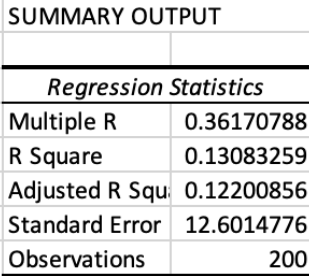 SUMMARY OUTPUT
Regression Statistics
Multiple R 0.36170788
R Square 0.13083259
Adjusted R Squ 0.12200856
Standard Error 12.6014776
Observations 200